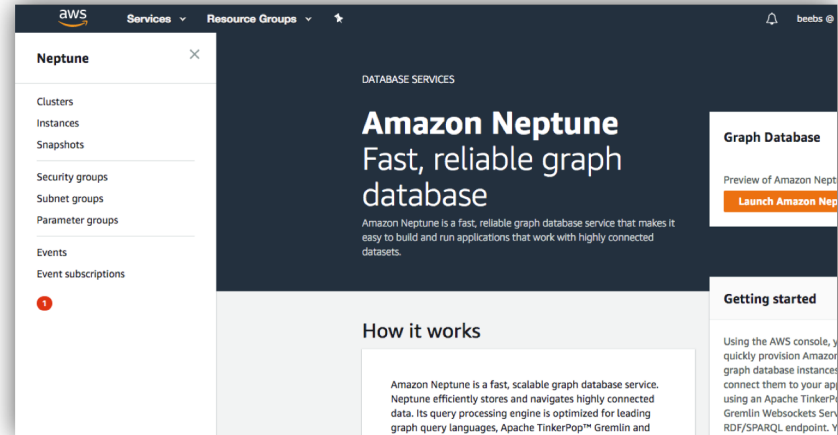 aws
Services
Resource Groups
beebs @
Neptune
Clusters
Instances
Snapshots
Security groups
Subnet groups
Parameter groups
Events
Event subscriptions
1
DATABASE SERVICES
Amazon Neptune
Fast, reliable graph
database
Amazon Neptune is a fast, reliable graph database service that makes it
easy to build and run applications that work with highly connected
datasets.
How it works
Amazon Neptune is a fast, scalable graph database service.
Neptune efficiently stores and navigates highly connected
data. Its query processing engine is optimized for leading
graph query languages, Apache TinkerPop™ Gremlin and
Graph Database
Preview of Amazon Nept
Launch Amazon Nep
Getting started
Using the AWS console, y
quickly provision Amazon
graph database instances
connect them to your app
using an Apache TinkerP
Gremlin Websockets Serv
RDF/SPARQL endpoint. Y